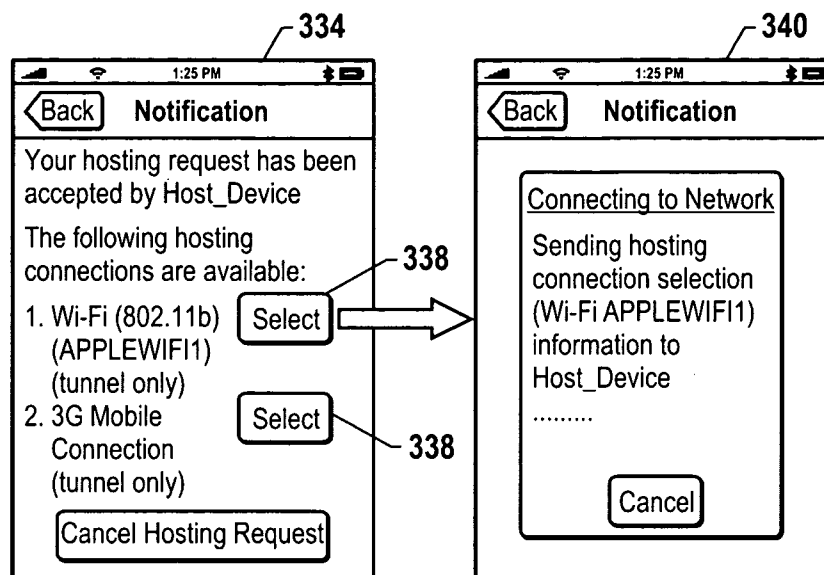 334
1:25 PM
Back Notification
Your hosting request has been
accepted by Host_Device
The following hosting
connections are available:
338
1. Wi-Fi (802.11b) Select
(APPLEWIFI1)
(tunnel only)
2. 3G Mobile Select
Connection
338
(tunnel only)
Cancel Hosting Request
340
1:25 PM
Back Notification
Connecting to Network
Sending hosting
connection selection
(Wi-Fi APPLEWIFI1)
information to
Host_Device
.........
Cancel